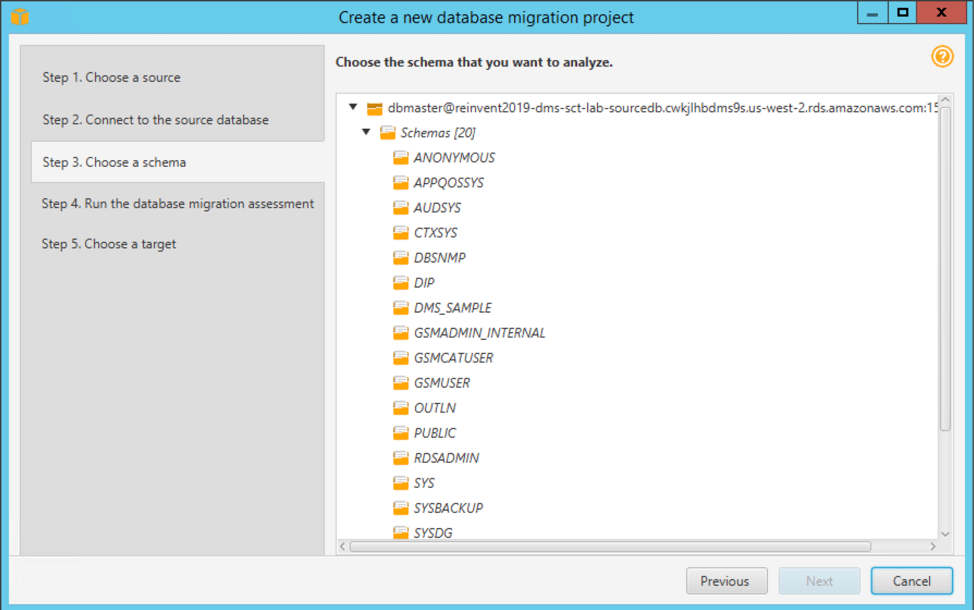 Create a new database migration project
Step 1. Choose a source
Step 2. Connect to the source database
Step 3. Choose a schema
Step 4. Run the database migration assessment
Step 5. Choose a target
Choose the schema that you want to analyze.
?
dbmaster@reinvent2019-dms-sct-lab-sourcedb.cwkjlhbdms9s.us-west-2.rds.amazonaws.com:15
Schemas [20]
ANONYMOUS
APPQOSSYS
AUDSYS
CTXSYS
DBSNMP
DIP
DMS_SAMPLE
GSMADMIN_INTERNAL
GSMCATUSER
GSMUSER
OUTLN
PUBLIC
RDSADMIN
SYS
SYSBACKUP
SYSDG
Previous
Next
Cancel